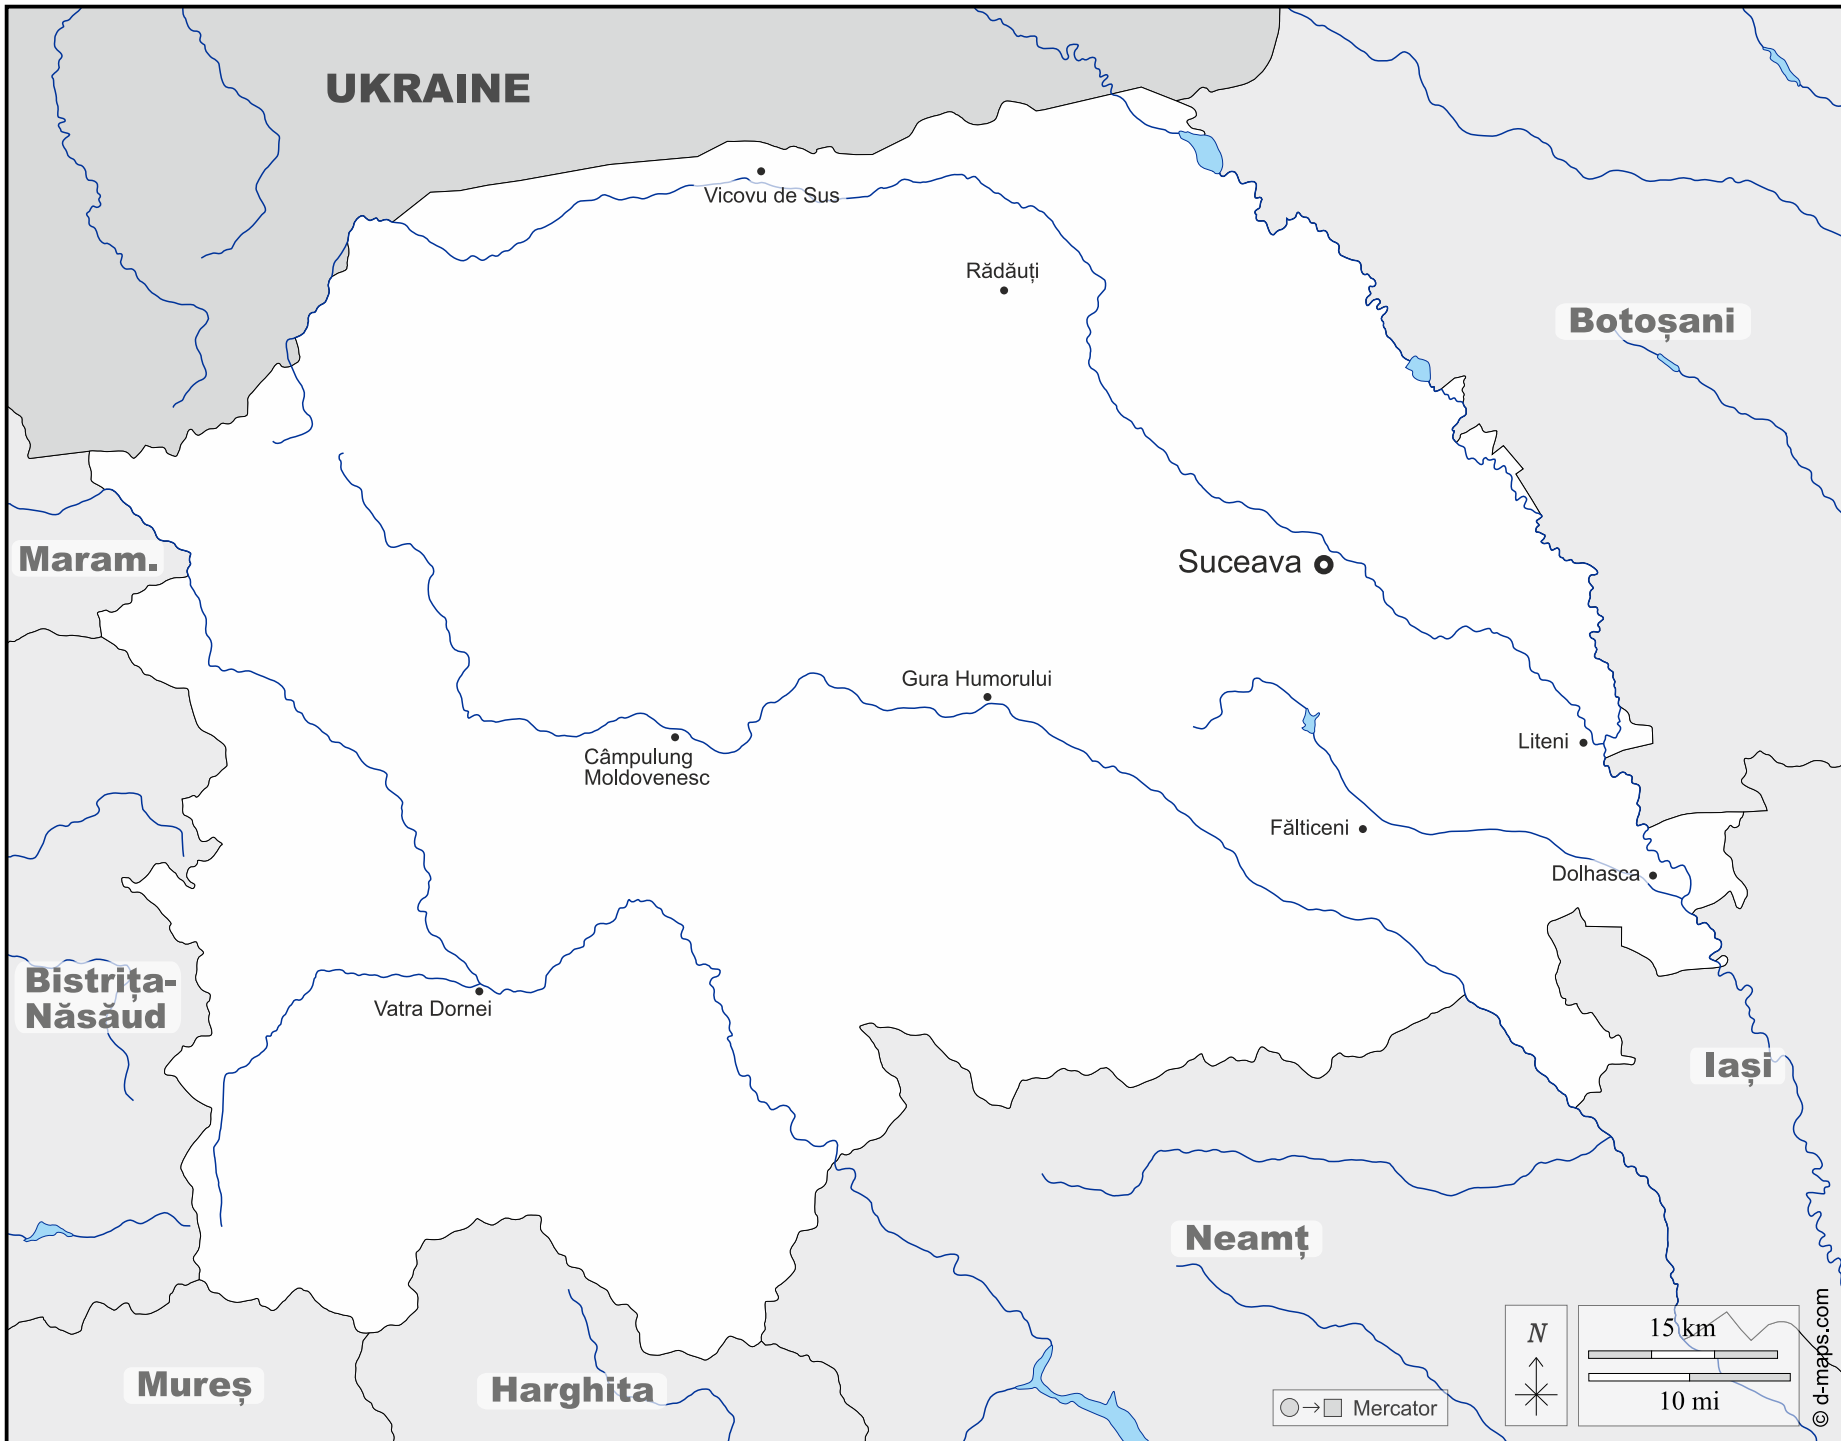 UKRAINE
Vicovu de Sus
Rădăuți
Botoșani
Maram.
Suceava
Gura Humorului
Liteni
Câmpulung
Moldovenesc
Fălticeni
Dolhasca
Bistrița-
Năsăud
Vatra Dornei
Iași
Neamț
Mureș
Harghita
Mercator
N
15 km
10 mi
© d-maps.com